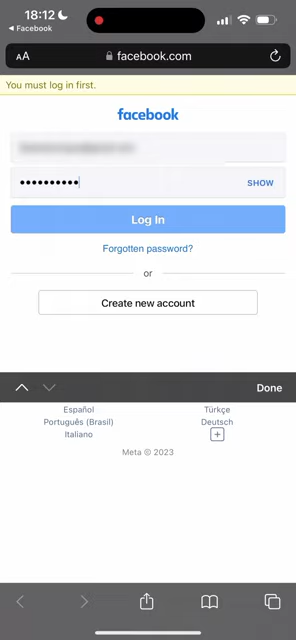 18:12
Facebook
AA
facebook.com
You must log in first.
facebook
••••••••••
SHOW
Log In
Forgotten password?
or
Create new account
Done
Español
Türkçe
Português (Brasil)
Deutsch
Italiano
Meta © 2023